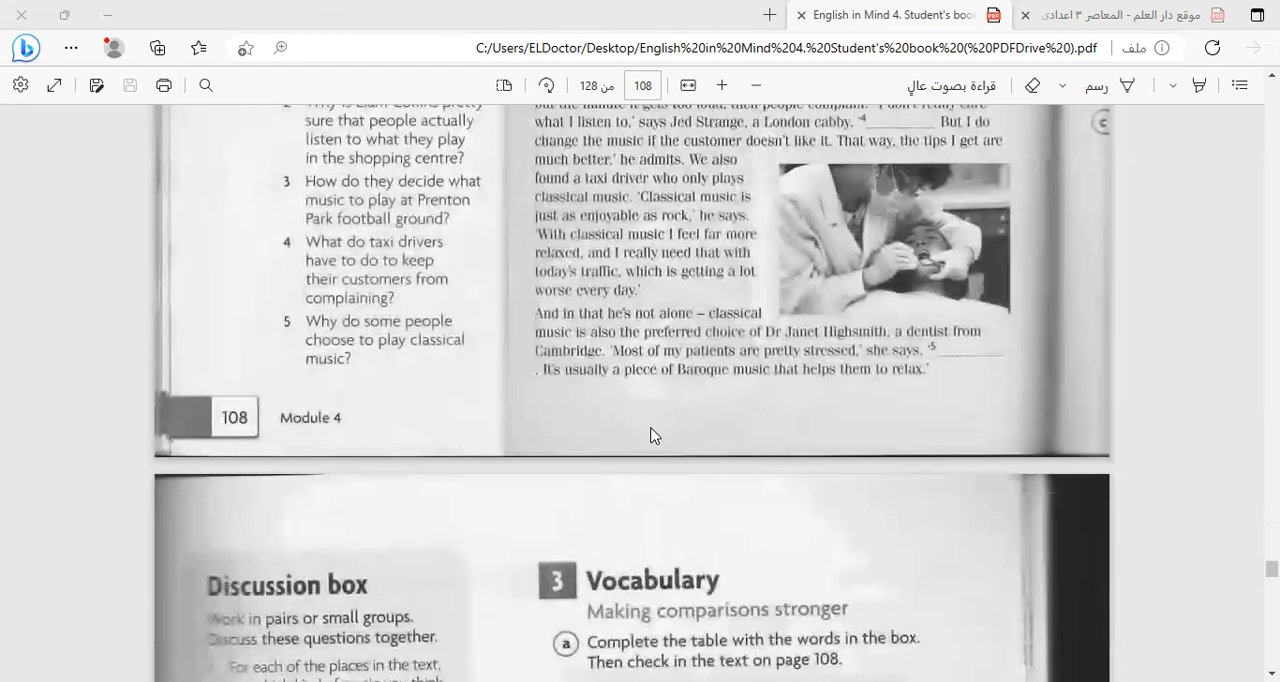 English in Mind 4. Student's boo
موقع دار العلم - المعاصر ٣ اعدادى
C:/Users/ELDoctor/Desktop/English%20in%20Mind%204.%20Student's%20book%20(%20PDFDrive%20).pdf
ملف
108
من 128
قراءة بصوت عالٍ
رسم
sure that people actually
listen to what they play
in the shopping centre?
3 How do they decide what
music to play at Prenton
Park football ground?
4 What do taxi drivers
have to do to keep
their customers from
complaining?
5 Why do some people
choose to play classical
music?
108 Module 4
what I listen to,' says Jed Strange, a London cabby. '4__________ But I do
change the music if the customer doesn't like it. That way, the tips I get are
much better,' he admits. We also
found a taxi driver who only plays
classical music. 'Classical music is
just as enjoyable as rock,' he says.
'With classical music I feel far more
relaxed, and I really need that with
today's traffic, which is getting a lot
worse every day.'
And in that he's not alone – classical
music is also the preferred choice of Dr Janet Highsmith, a dentist from
Cambridge. 'Most of my patients are pretty stressed,' she says. '5__________
. It's usually a piece of Baroque music that helps them to relax.'
C
Discussion box
Work in pairs or small groups.
Discuss these questions together.
For each of the places in the text,
3 Vocabulary
Making comparisons stronger
a Complete the table with the words in the box.
Then check in the text on page 108.